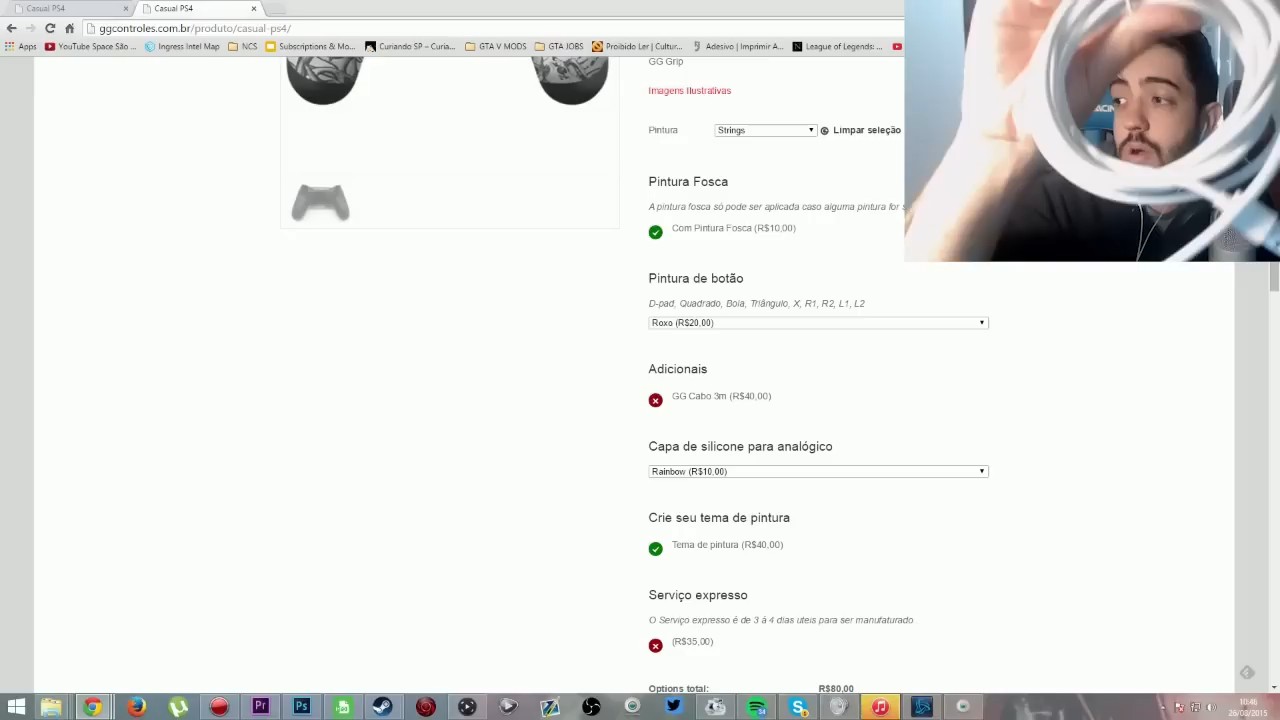 Casual PS4
Casual PS4
ggcontroles.com.br/produto/casual-ps4/
Apps
YouTube Space São ...
Ingress Intel Map
NCS
Subscriptions & Mo...
Curiando SP – Curia...
GTA V MODS
GTA JOBS
Proibido Ler | Cultur...
Adesivo | Imprimir A...
League of Legends: ...
GG Grip
Imagens Ilustrativas
Pintura
Strings
Limpar seleção
Pintura Fosca
A pintura fosca só pode ser aplicada caso alguma pintura for
Com Pintura Fosca (R$10,00)
Pintura de botão
D-pad, Quadrado, Bola, Triângulo, X, R1, R2, L1, L2
Roxo (R$20,00)
Adicionais
GG Cabo 3m (R$40,00)
Capa de silicone para analógico
Rainbow (R$10,00)
Crie seu tema de pintura
Tema de pintura (R$40,00)
Serviço expresso
O Serviço expresso é de 3 à 4 dias uteis para ser manufaturado
(R$35,00)
Options total:
R$80,00
10:46
26/08/2015